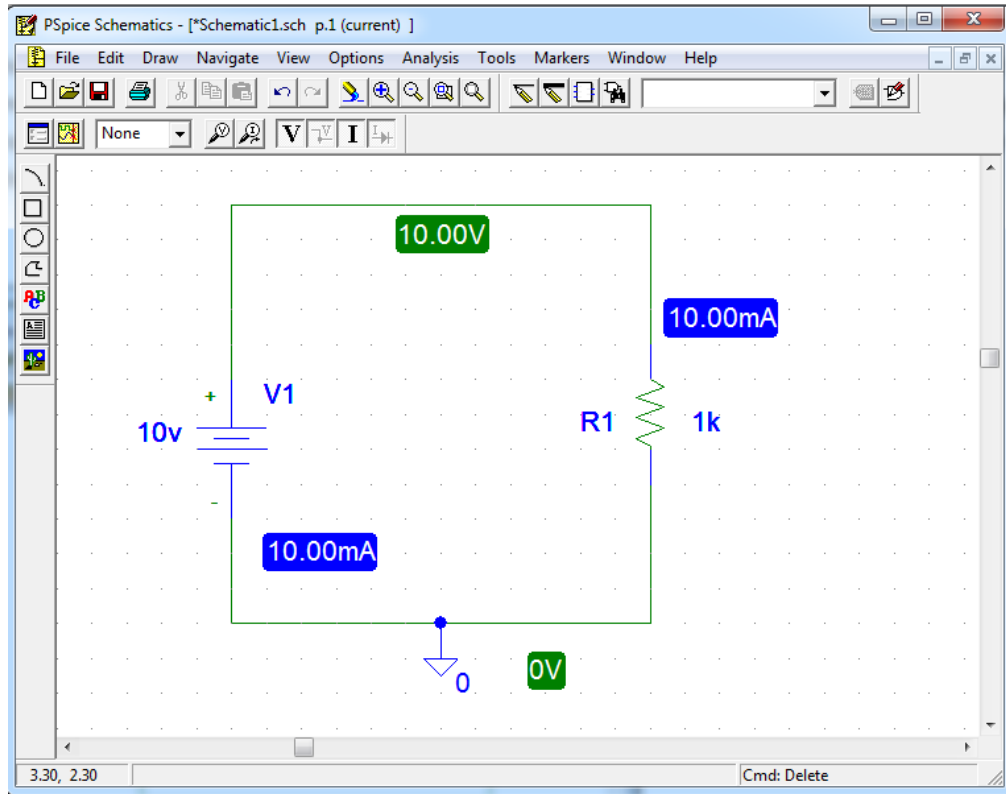 PSpice Schematics - [*Schematic1.sch p.1 (current) ]
File Edit Draw Navigate View Options Analysis Tools Markers Window Help
None V I V I
ABC
10.00V
10.00mA
+ V1
10v
R1 1k
-
10.00mA
0V
0
3.30, 2.30 Cmd: Delete